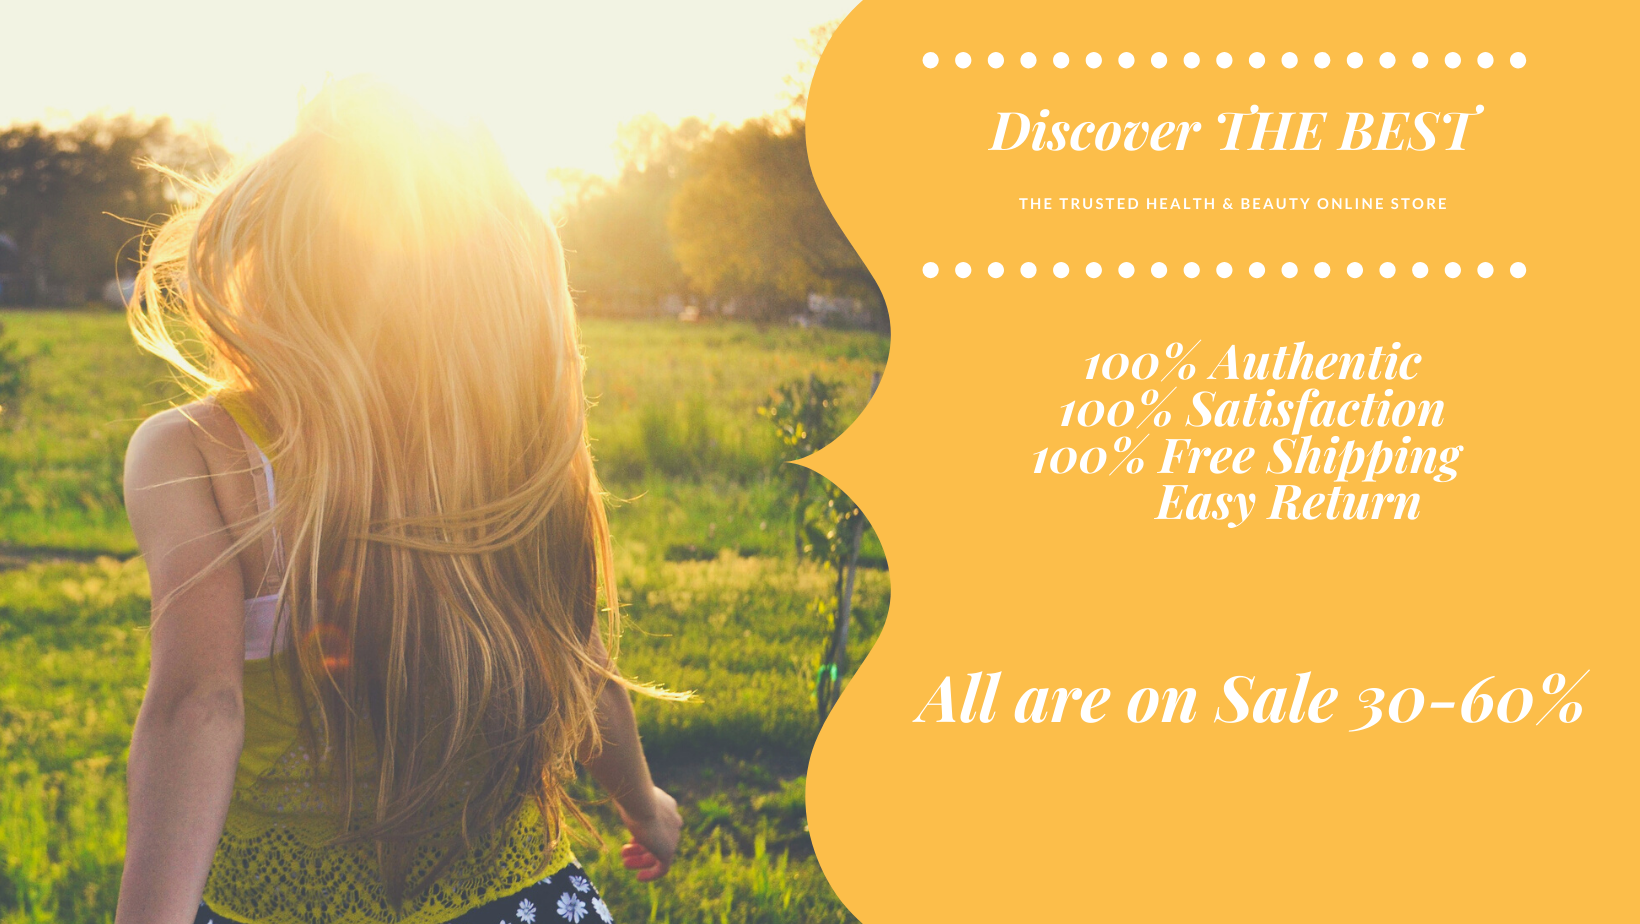 Discover THE BEST
THE TRUSTED HEALTH & BEAUTY ONLINE STORE
100% Authentic
100% Satisfaction
100% Free Shipping
Easy Return
All are on Sale 30-60%